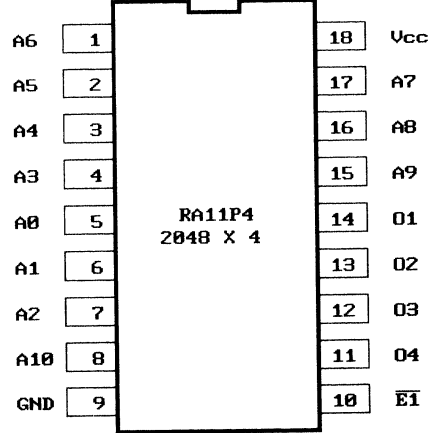 A6 1 18 Vcc
A5 2 17 A7
A4 3 16 A8
A3 4 15 A9
RA11P4
A0 5 14 O1
2048 X 4
A1 6 13 O2
A2 7 12 O3
A10 8 11 O4
GND 9 10 E̅1̅